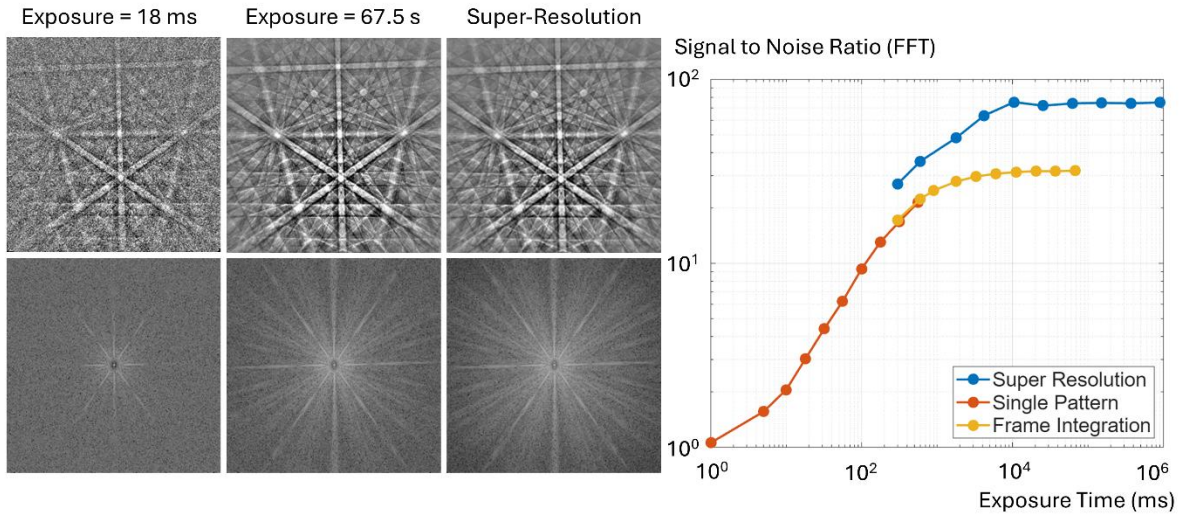 Exposure = 18 ms
Exposure = 67.5 s
Super-Resolution
Signal to Noise Ratio (FFT)
10²
10¹
10⁰
Super Resolution
Single Pattern
Frame Integration
10⁰
10²
10⁴
10⁶
Exposure Time (ms)